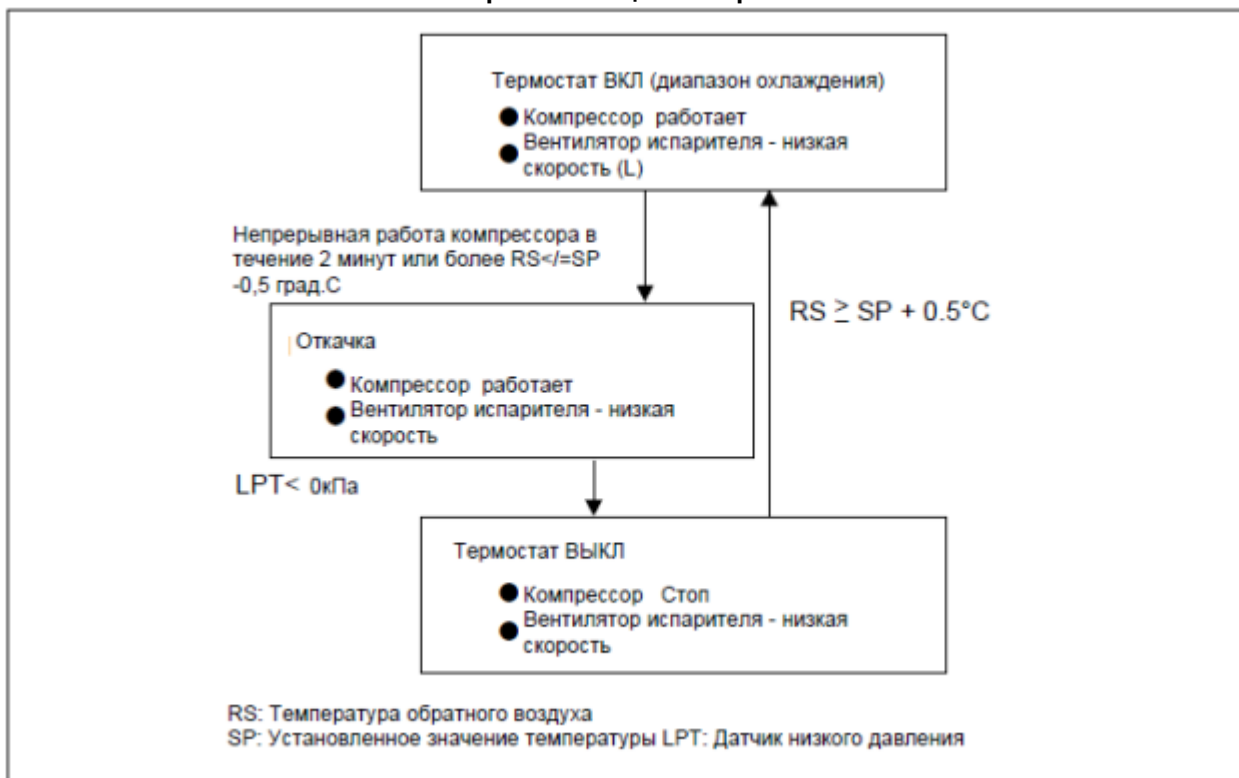 Термостат ВКЛ (диапазон охлаждения)
● Компрессор работает
● Вентилятор испарителя - низкая
скорость (L)
Непрерывная работа компрессора в
течение 2 минут или более RS</=SP
-0,5 град.С
RS ≥ SP + 0.5°C
Откачка
● Компрессор работает
● Вентилятор испарителя - низкая
скорость
LPT< 0кПа
Термостат ВЫКЛ
● Компрессор Стоп
● Вентилятор испарителя - низкая
скорость
RS: Температура обратного воздуха
SP: Установленное значение температуры LPT: Датчик низкого давления